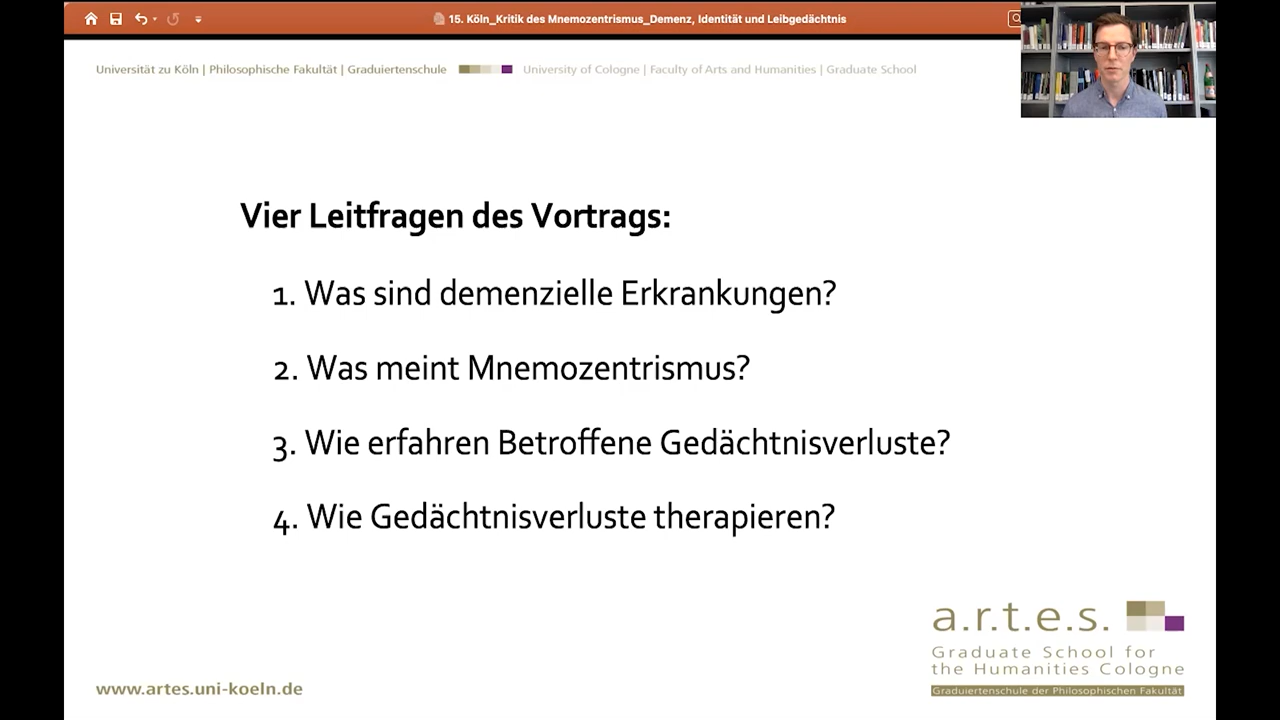 15. Köln_Kritik des Mnemozentrismus_Demenz, Identität und Leibgedächtnis
Universität zu Köln | Philosophische Fakultät | Graduiertenschule
University of Cologne | Faculty of Arts and Humanities | Graduate School
Vier Leitfragen des Vortrags:
1. Was sind demenzielle Erkrankungen?
2. Was meint Mnemozentrismus?
3. Wie erfahren Betroffene Gedächtnisverluste?
4. Wie Gedächtnisverluste therapieren?
a.r.t.e.s.
Graduate School for
the Humanities Cologne
Graduiertenschule der Philosophischen Fakultät
www.artes.uni-koeln.de